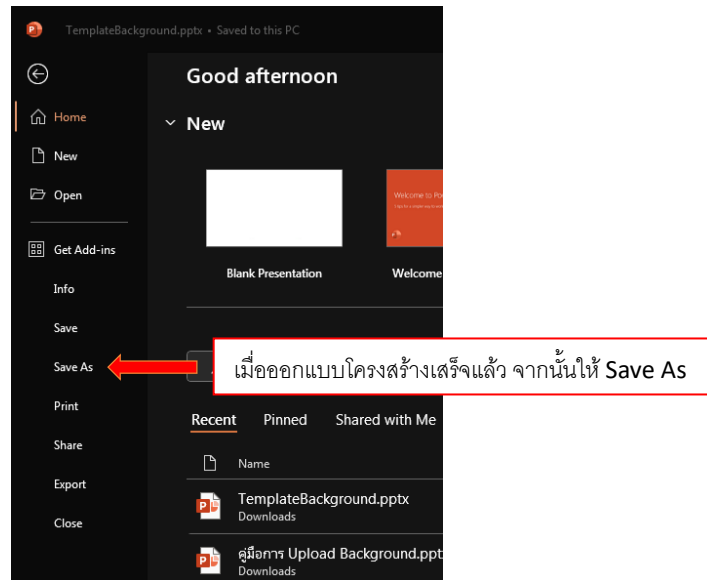 TemplateBackground.pptx • Saved to this PC
Good afternoon
Home
New
New
Open
Blank Presentation
Welcome
Welcome to Po
Get Add-ins
Info
Save
Save As
เมื่อออกแบบโครงสร้างเสร็จแล้ว จากนั้นให้ Save As
Print
Recent Pinned Shared with Me
Share
Name
Export
TemplateBackground.pptx
Downloads
Close
คู่มือการ Upload Background.ppt
Downloads